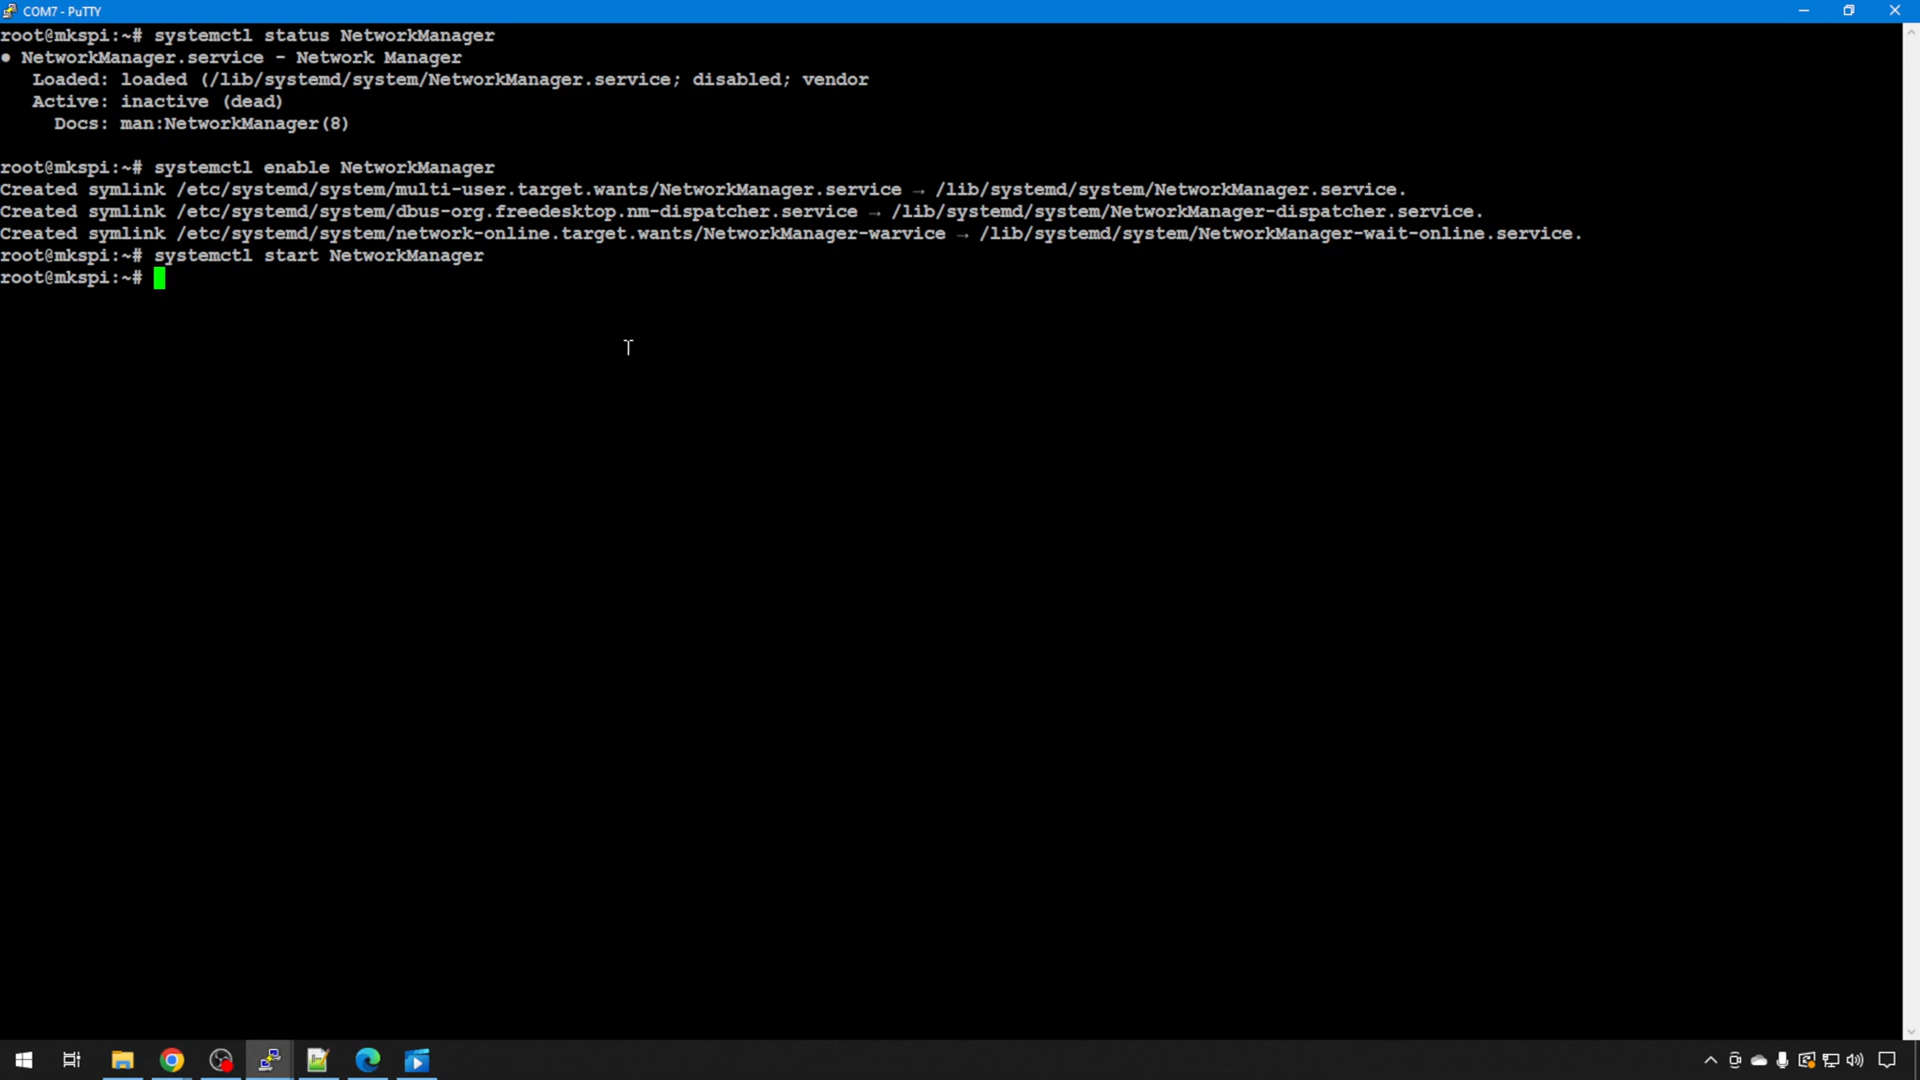 COM7 - PuTTY
root@mkspi:~# systemctl status NetworkManager
● NetworkManager.service - Network Manager
Loaded: loaded (/lib/systemd/system/NetworkManager.service; disabled; vendor
Active: inactive (dead)
Docs: man:NetworkManager(8)
root@mkspi:~# systemctl enable NetworkManager
Created symlink /etc/systemd/system/multi-user.target.wants/NetworkManager.service → /lib/systemd/system/NetworkManager.service.
Created symlink /etc/systemd/system/dbus-org.freedesktop.nm-dispatcher.service → /lib/systemd/system/NetworkManager-dispatcher.service.
Created symlink /etc/systemd/system/network-online.target.wants/NetworkManager-warvice → /lib/systemd/system/NetworkManager-wait-online.service.
root@mkspi:~# systemctl start NetworkManager
root@mkspi:~#